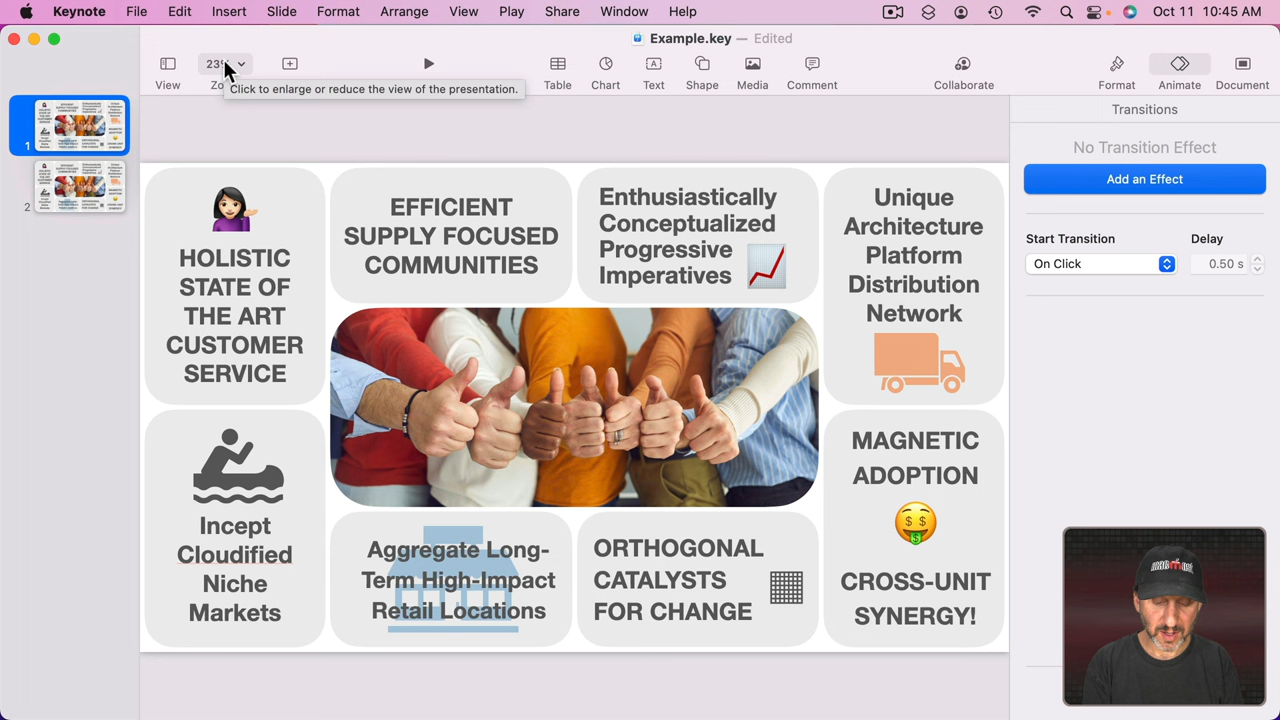 Keynote File Edit Insert Slide Format Arrange View Play Share Window Help Oct 11 10:45 AM
Example.key — Edited
View
Click to enlarge or reduce the view of the presentation.
Table Chart Text Shape Media Comment Collaborate Format Animate Document
1
2
HOLISTIC
STATE OF
THE ART
CUSTOMER
SERVICE
EFFICIENT
SUPPLY FOCUSED
COMMUNITIES
Enthusiastically
Conceptualized
Progressive
Imperatives
Unique
Architecture
Platform
Distribution
Network
Incept
Cloudified
Niche
Markets
Aggregate Long-
Term High-Impact
Retail Locations
ORTHOGONAL
CATALYSTS
FOR CHANGE
MAGNETIC
ADOPTION
CROSS-UNIT
SYNERGY!
Transitions
No Transition Effect
Add an Effect
Start Transition Delay
On Click 0.50 s